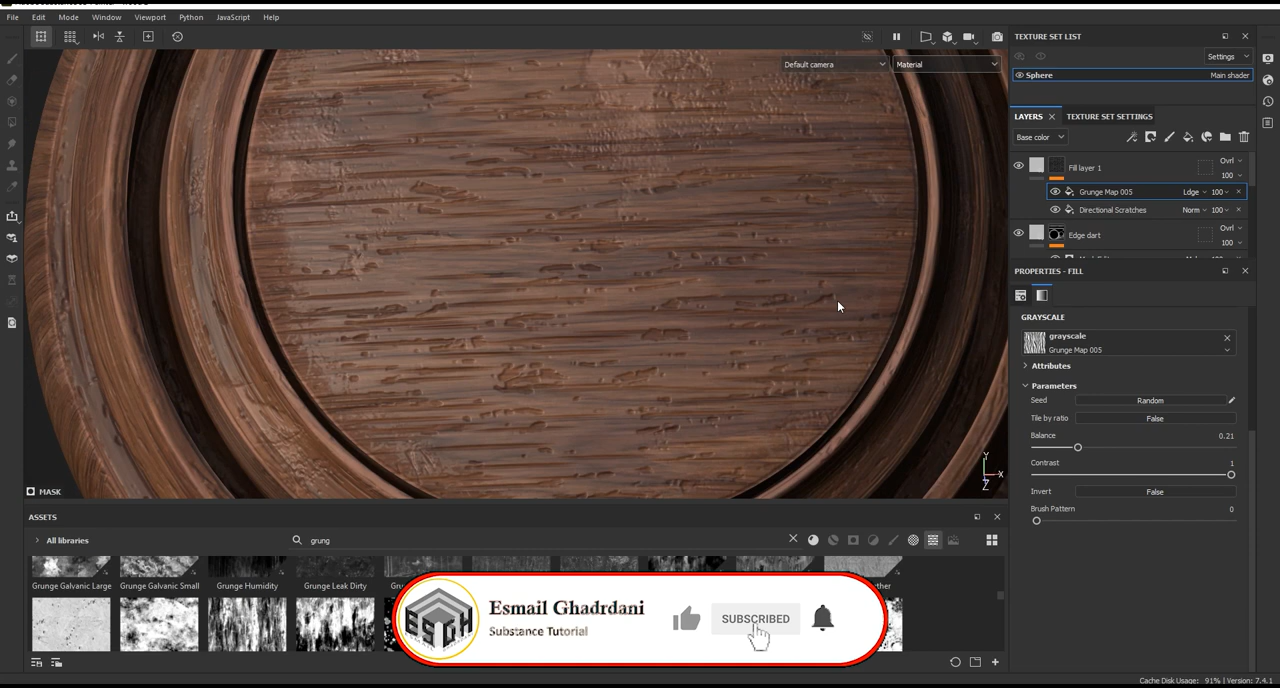 File Edit Mode Window Viewport Python JavaScript Help
Default camera
Material
TEXTURE SET LIST
Settings
Sphere
Main shader
LAYERS
TEXTURE SET SETTINGS
Base color
Fill layer 1
Ovrl
100
Grunge Map 005
Ldge
100
Directional Scratches
Norm
100
Edge dart
Ovrl
100
PROPERTIES - FILL
GRAYSCALE
grayscale
Grunge Map 005
Attributes
Parameters
Seed
Random
Tile by ratio
False
Balance
0.21
Contrast
1
Invert
False
Brush Pattern
0
Y
X
Z
MASK
ASSETS
All libraries
grung
Grunge Galvanic Large
Grunge Galvanic Small
Grunge Humidity
Grunge Leak Dirty
ESGH
Esmail Ghadrdani
Substance Tutorial
SUBSCRIBED
Cache Disk Usage: 91% | Version: 7.4.1